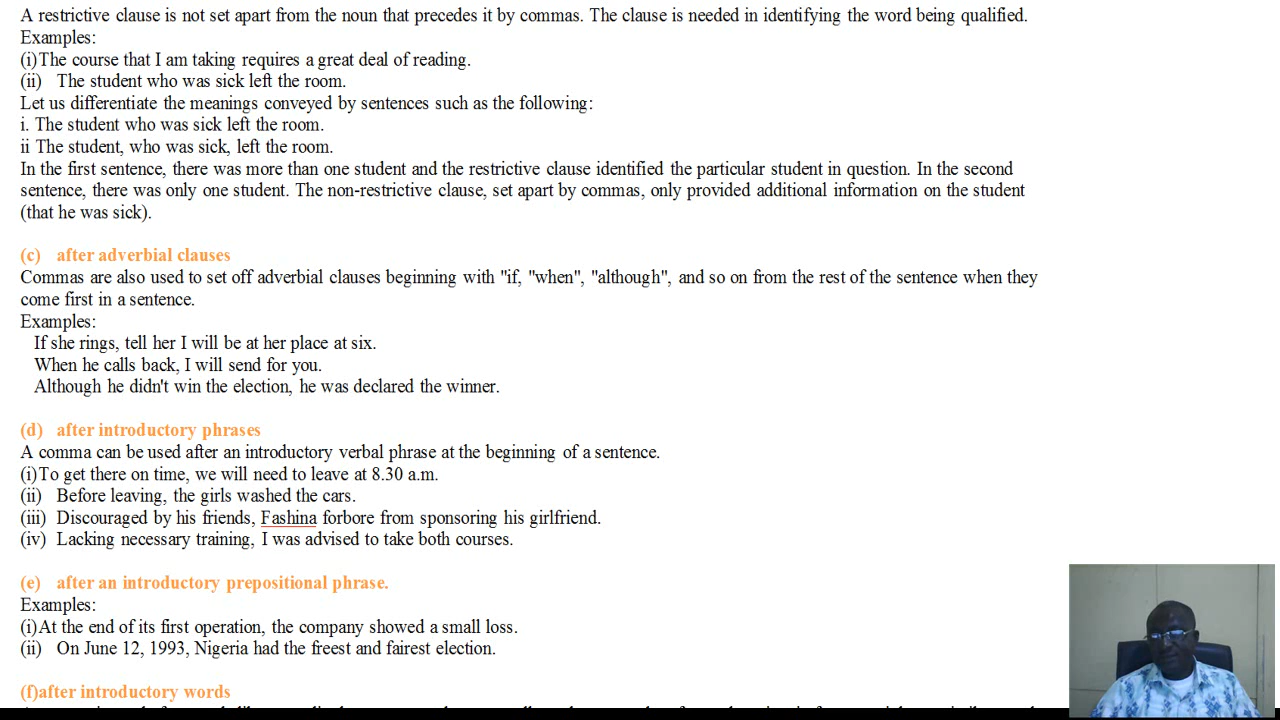 A restrictive clause is not set apart from the noun that precedes it by commas. The clause is needed in identifying the word being qualified.
Examples:
(i)The course that I am taking requires a great deal of reading.
(ii) The student who was sick left the room.
Let us differentiate the meanings conveyed by sentences such as the following:
i. The student who was sick left the room.
ii The student, who was sick, left the room.
In the first sentence, there was more than one student and the restrictive clause identified the particular student in question. In the second
sentence, there was only one student. The non-restrictive clause, set apart by commas, only provided additional information on the student
(that he was sick).
(c) after adverbial clauses
Commas are also used to set off adverbial clauses beginning with "if, "when", "although", and so on from the rest of the sentence when they
come first in a sentence.
Examples:
If she rings, tell her I will be at her place at six.
When he calls back, I will send for you.
Although he didn't win the election, he was declared the winner.
(d) after introductory phrases
A comma can be used after an introductory verbal phrase at the beginning of a sentence.
(i)To get there on time, we will need to leave at 8.30 a.m.
(ii) Before leaving, the girls washed the cars.
(iii) Discouraged by his friends, Fashina forbore from sponsoring his girlfriend.
(iv) Lacking necessary training, I was advised to take both courses.
(e) after an introductory prepositional phrase.
Examples:
(i)At the end of its first operation, the company showed a small loss.
(ii) On June 12, 1993, Nigeria had the freest and fairest election.
(f)after introductory words